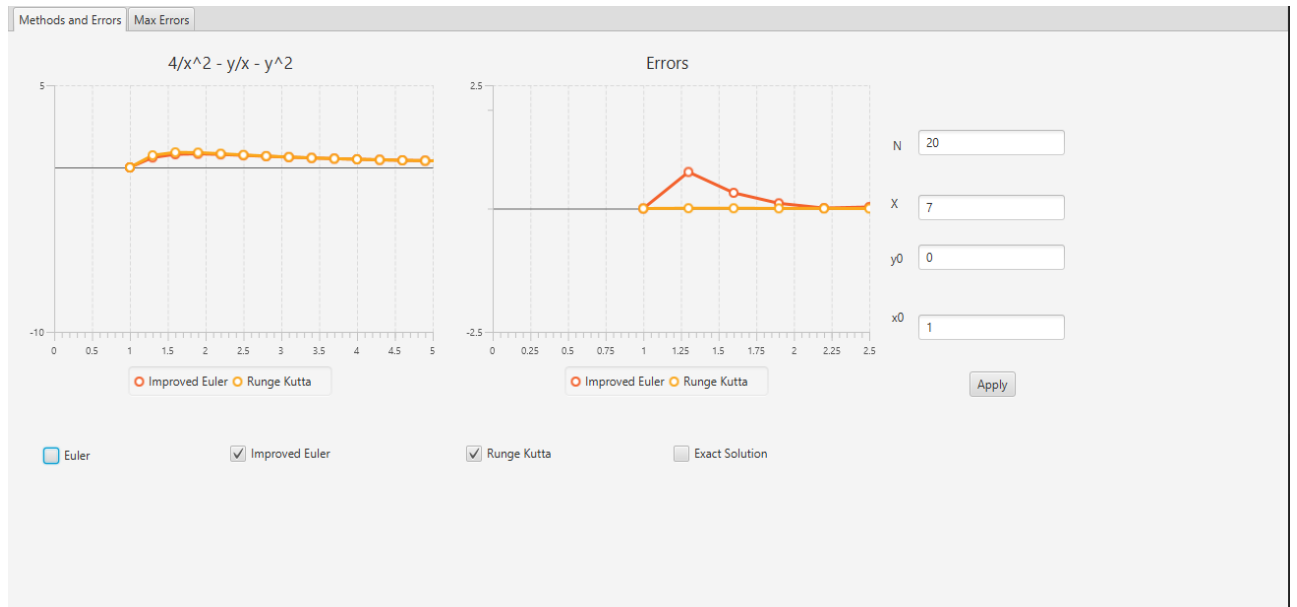 Methods and Errors Max Errors
4/x^2 - y/x - y^2
5
-10
0 0.5 1 1.5 2 2.5 3 3.5 4 4.5 5
Improved Euler Runge Kutta
Errors
2.5
-2.5
0 0.25 0.5 0.75 1 1.25 1.5 1.75 2 2.25 2.5
Improved Euler Runge Kutta
N 20
X 7
y0 0
x0 1
Apply
Euler Improved Euler Runge Kutta Exact Solution